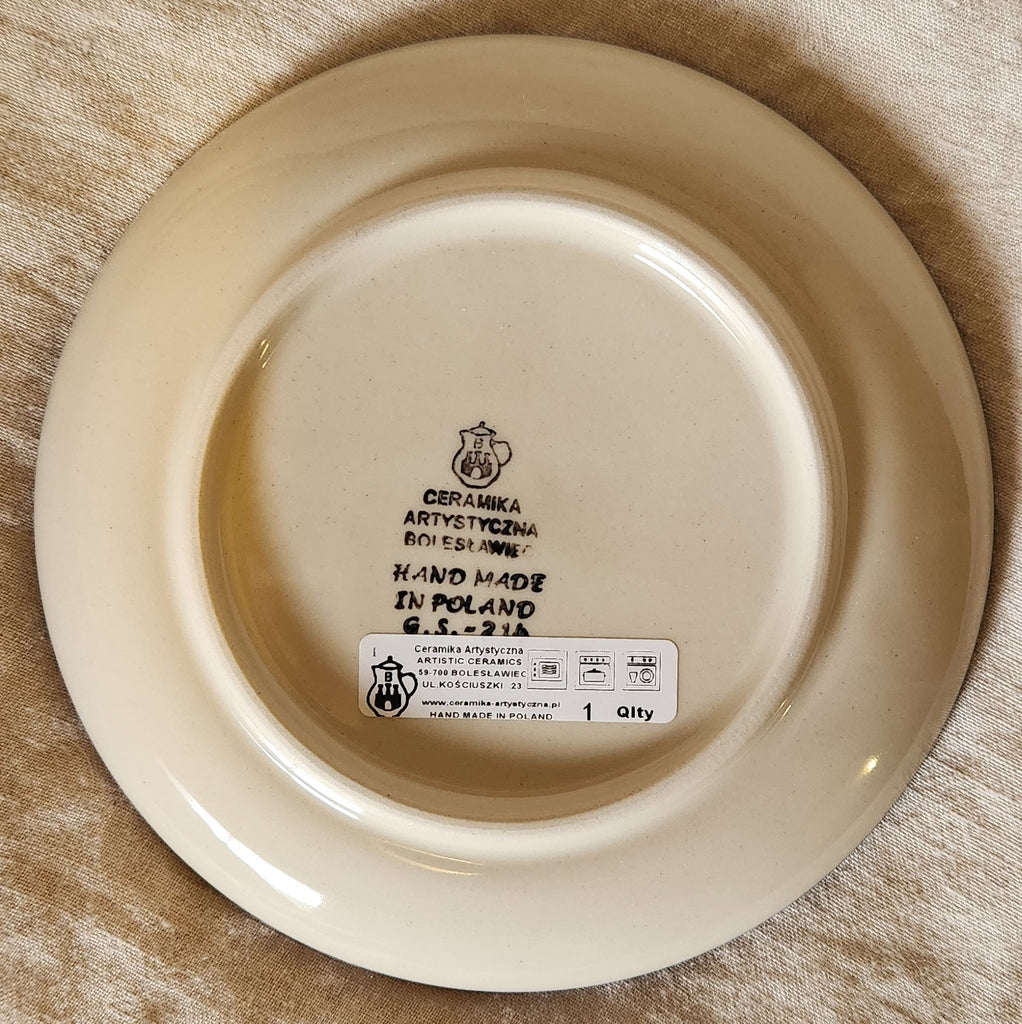 B
CERAMIKA
ARTYSTYCZNA
BOLESŁAWIEC
HAND MADE
IN POLAND
G.S.-214
Ceramika Artystyczna
ARTISTIC CERAMICS
59-700 BOLESŁAWIEC
UL.KOŚCIUSZKI 23
www.ceramika-artystyczna.pl
HAND MADE IN POLAND
1 Qlty